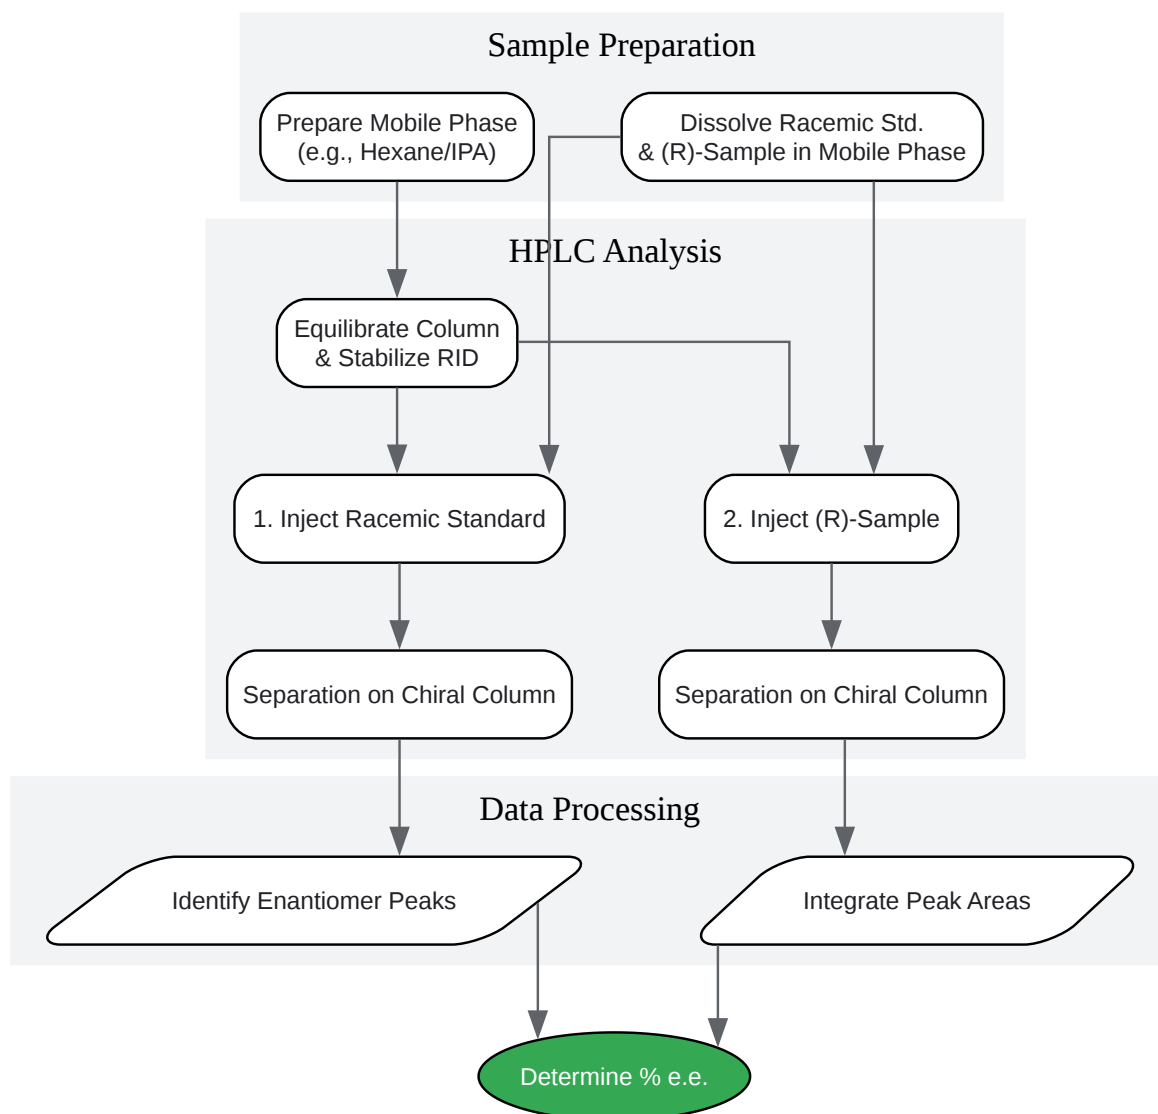 Sample Preparation
Prepare Mobile Phase
(e.g., Hexane/IPA)
Dissolve Racemic Std.
& (R)-Sample in Mobile Phase
HPLC Analysis
Equilibrate Column
& Stabilize RID
1. Inject Racemic Standard
2. Inject (R)-Sample
Separation on Chiral Column
Separation on Chiral Column
Data Processing
Identify Enantiomer Peaks
Integrate Peak Areas
Determine % e.e.